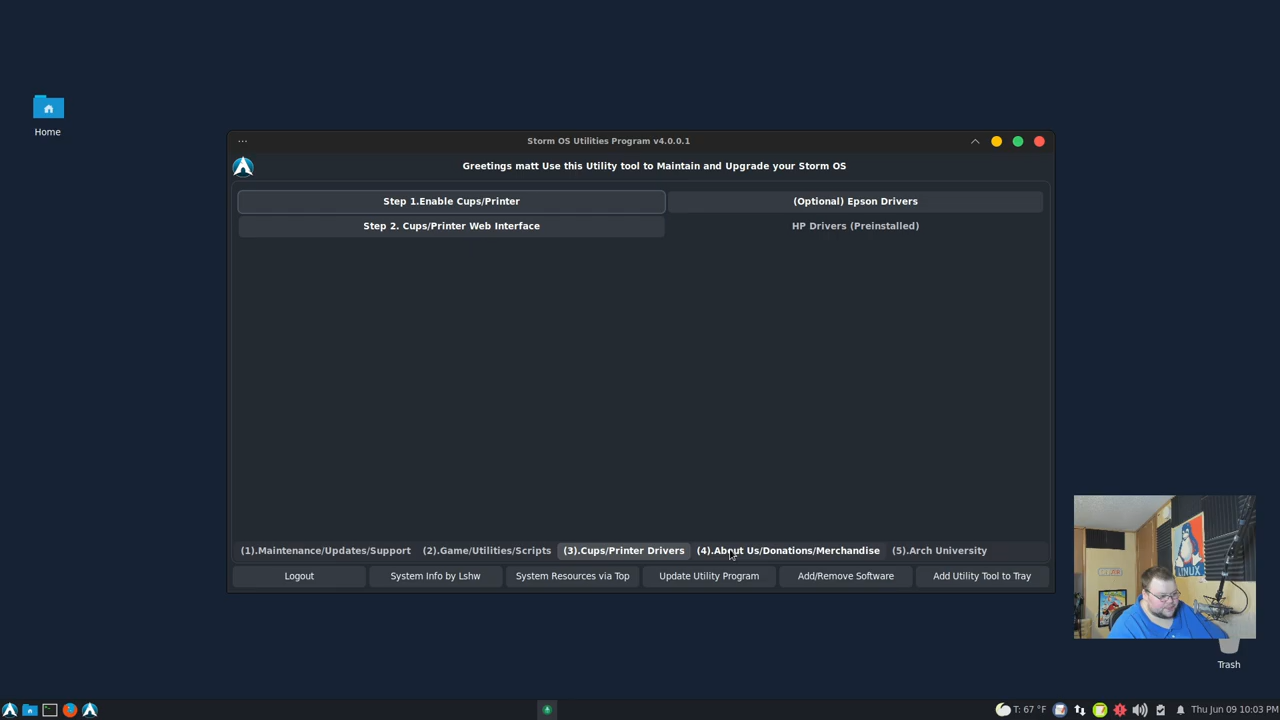 Home
Storm OS Utilities Program v4.0.0.1
Greetings matt Use this Utility tool to Maintain and Upgrade your Storm OS
Step 1.Enable Cups/Printer
(Optional) Epson Drivers
Step 2. Cups/Printer Web Interface
HP Drivers (Preinstalled)
(1).Maintenance/Updates/Support
(2).Game/Utilities/Scripts
(3).Cups/Printer Drivers
(4).About Us/Donations/Merchandise
(5).Arch University
Logout
System Info by Lshw
System Resources via Top
Update Utility Program
Add/Remove Software
Add Utility Tool to Tray
LINUX
Trash
T: 67 °F
Thu Jun 09 10:03 PM